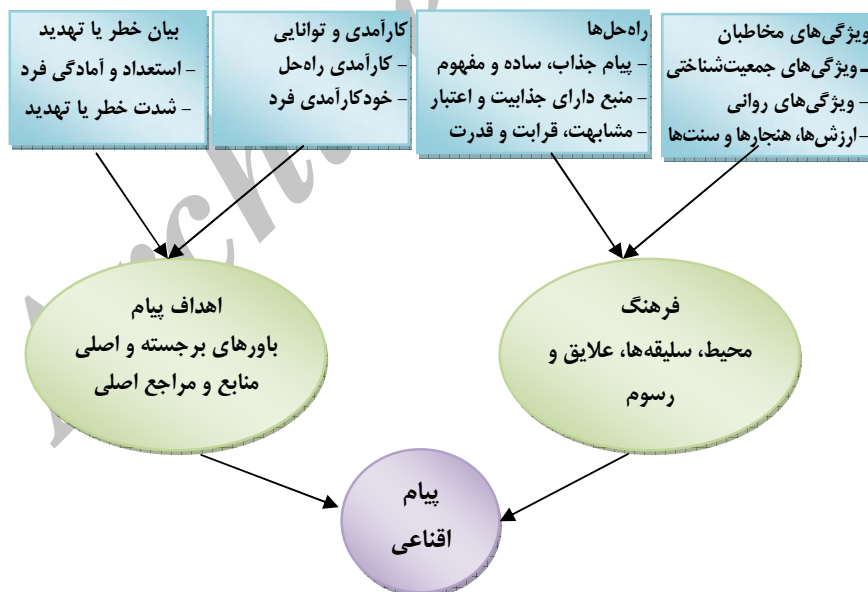 ویژگی‌های مخاطبان
- ویژگی‌های جمعیت‌شناختی
- ویژگی‌های روانی
- ارزش‌ها، هنجارها و سنت‌ها
راه‌حل‌ها
- پیام جذاب، ساده و مفهوم
- منبع دارای جذابیت و اعتبار
- مشابهت، قرابت و قدرت
کارآمدی و توانایی
- کارآمدی راه‌حل
- خودکارآمدی فرد
بیان خطر یا تهدید
- استعداد و آمادگی فرد
- شدت خطر یا تهدید
فرهنگ
محیط، سلیقه‌ها، علایق و
رسوم
اهداف پیام
باورهای برجسته و اصلی
منابع و مراجع اصلی
پیام
اقناعی